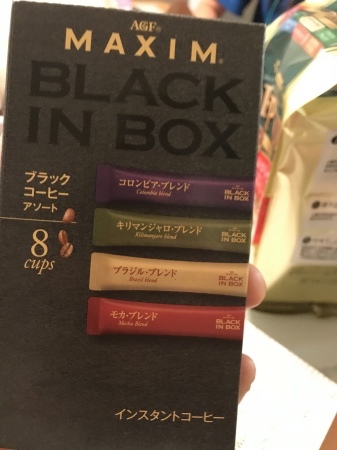 AGF®
MAXIM®
BLACK
IN BOX
ブラック
コーヒー
アソート
8
cups
コロンビア・ブレンド
Colombia blend
BLACK
IN BOX
キリマンジャロ・ブレンド
Kilimanjaro blend
BLACK
IN BOX
ブラジル・ブレンド
Brazil blend
BLACK
IN BOX
モカ・ブレンド
Mocha Blend
BLACK
IN BOX
インスタントコーヒー